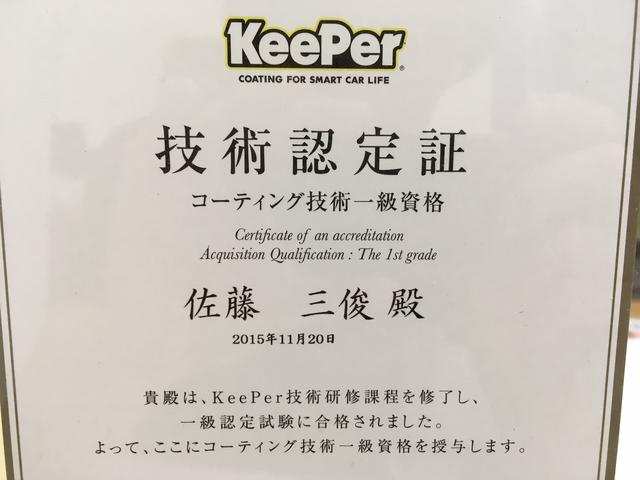 KeePer
COATING FOR SMART CAR LIFE
技術認定証
コーティング技術一級資格
Certificate of an accreditation
Acquisition Qualification : The 1st grade
佐藤　三俊 殿
2015年11月20日
貴殿は、KeePer技術研修課程を修了し、
一級認定試験に合格されました。
よって、ここにコーティング技術一級資格を授与します。